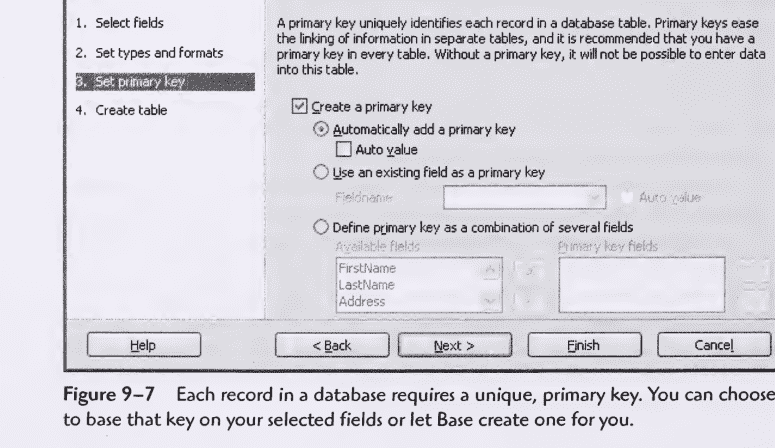 1. Select fields
2. Set types and formats
3. Set primary key
4. Create table
A primary key uniquely identifies each record in a database table. Primary keys ease
the linking of information in separate tables, and it is recommended that you have a
primary key in every table. Without a primary key, it will not be possible to enter data
into this table.
Create a primary key
Automatically add a primary key
Auto value
Use an existing field as a primary key
Fieldname Auto value
Define primary key as a combination of several fields
Available fields Primary key fields
FirstName
LastName
Address
Help < Back Next > Finish Cancel
Figure 9–7 Each record in a database requires a unique, primary key. You can choose
to base that key on your selected fields or let Base create one for you.